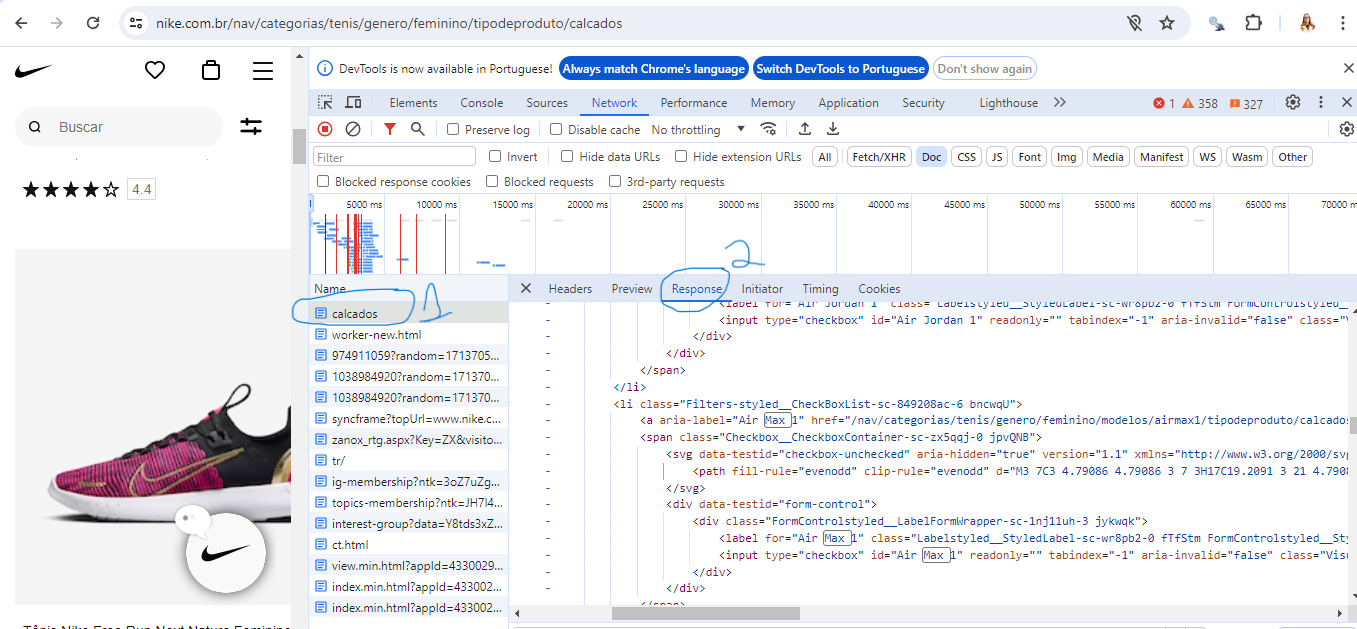 nike.com.br/nav/categorias/tenis/genero/feminino/tipodeproduto/calcados
Buscar
4.4
DevTools is now available in Portuguese! Always match Chrome's language Switch DevTools to Portuguese Don't show again
Elements Console Sources Network Performance Memory Application Security Lighthouse 1 358 327
Preserve log Disable cache No throttling
Filter Invert Hide data URLs Hide extension URLs All Fetch/XHR Doc CSS JS Font Img Media Manifest WS Wasm Other
Blocked response cookies Blocked requests 3rd-party requests
5000 ms 10000 ms 15000 ms 20000 ms 25000 ms 30000 ms 35000 ms 40000 ms 45000 ms 50000 ms 55000 ms 60000 ms 65000 ms 70000 m
2
Name
Headers Preview Response Initiator Timing Cookies
calcados
1
worker-new.html
974911059?random=1713705...
1038984920?random=171370...
1038984920?random=171370...
syncframe?topUrl=www.nike.c...
zanox_rtg.aspx?Key=ZX&visito...
tr/
ig-membership?ntk=3oZ7uZg...
topics-membership?ntk=JH7l4...
interest-group?data=Y8tds3xZ...
ct.html
view.min.html?appId=4330029...
index.min.html?appId=433002...
index.min.html?appId=433002...
<label for="Air Jordan 1" class="Labelstyled__StyledLabel-sc-wr8pb2-0 fTfStm FormControlstyled__
<input type="checkbox" id="Air Jordan 1" readonly="" tabindex="-1" aria-invalid="false" class="V
</div>
</div>
</span>
</li>
<li class="Filters-styled__CheckBoxList-sc-849208ac-6 bncwqU">
<a aria-label="Air Max 1" href="/nav/categorias/tenis/genero/feminino/modelos/airmax1/tipodeproduto/calcados
<span class="Checkbox__CheckboxContainer-sc-zx5qqj-0 jpvQNB">
<svg data-testid="checkbox-unchecked" aria-hidden="true" version="1.1" xmlns="http://www.w3.org/2000/svg
<path fill-rule="evenodd" clip-rule="evenodd" d="M3 7C3 4.79086 4.79086 3 7 3H17C19.2091 3 21 4.7908
</svg>
<div data-testid="form-control">
<div class="FormControlstyled__LabelFormWrapper-sc-1nj11uh-3 jykwqk">
<label for="Air Max 1" class="Labelstyled__StyledLabel-sc-wr8pb2-0 fTfStm FormControlstyled__Sty
<input type="checkbox" id="Air Max 1" readonly="" tabindex="-1" aria-invalid="false" class="Visu
</div>
</div>
</span>
Tênis Nike Free Run Next Nature Feminino